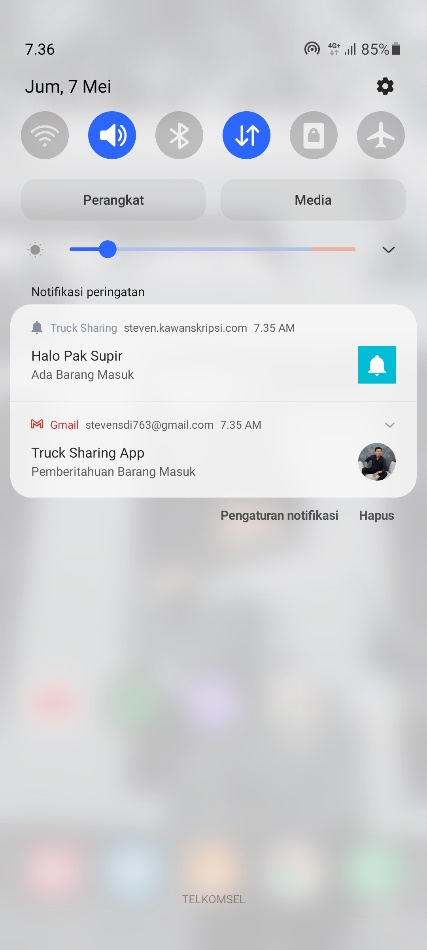 7.36
4G+
85%
Jum, 7 Mei
Perangkat
Media
Notifikasi peringatan
Truck Sharing steven.kawanskripsi.com 7.35 AM
Halo Pak Supir
Ada Barang Masuk
Gmail stevensdi763@gmail.com 7.35 AM
Truck Sharing App
Pemberitahuan Barang Masuk
Pengaturan notifikasi
Hapus
TELKOMSEL